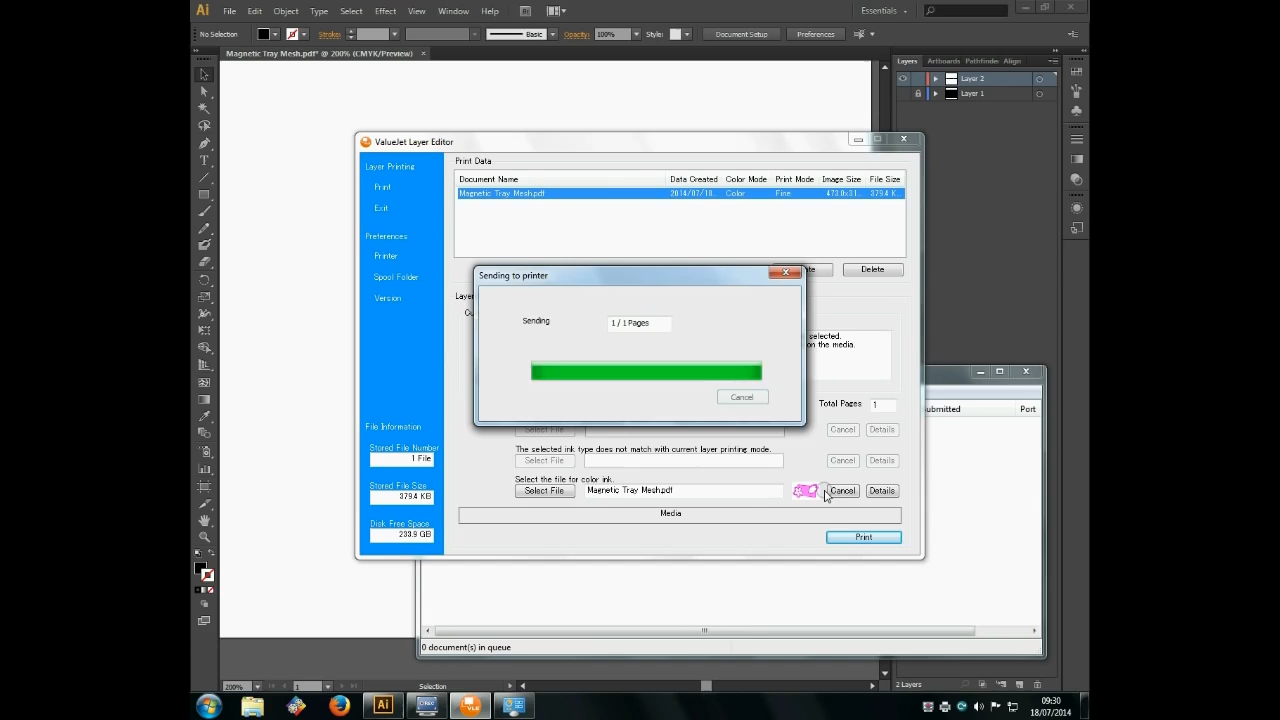 Ai File Edit Object Type Select Effect View Window Help Br Essentials
No Selection Stroke: Basic Opacity: 100% Style: Document Setup Preferences
Magnetic Tray Mesh.pdf* @ 200% (CMYK/Preview) ×
Layers Artboards Pathfinder Align
Layer 2
Layer 1
ValueJet Layer Editor
Layer Printing
Print
Exit
Preferences
Printer
Spool Folder
Version
File Information
Stored File Number
1 File
Stored File Size
379.4 KB
Disk Free Space
233.9 GB
Print Data
Document Name Data Created Color Mode Print Mode Image Size File Size
Magnetic Tray Mesh.pdf 2014/07/18... Color Fine 473.0x31... 379.4 K...
Delete
selected.
on the media.
Total Pages 1
Select File Cancel Details
The selected ink type does not match with current layer printing mode.
Select File Cancel Details
Select the file for color ink.
Select File Magnetic Tray Mesh.pdf Cancel Details
Media
Print
Sending to printer
Sending 1 / 1 Pages
Cancel
ubmitted Port
0 document(s) in queue
200% 1 Selection
2 Layers
Ai VLE
09:30
18/07/2014